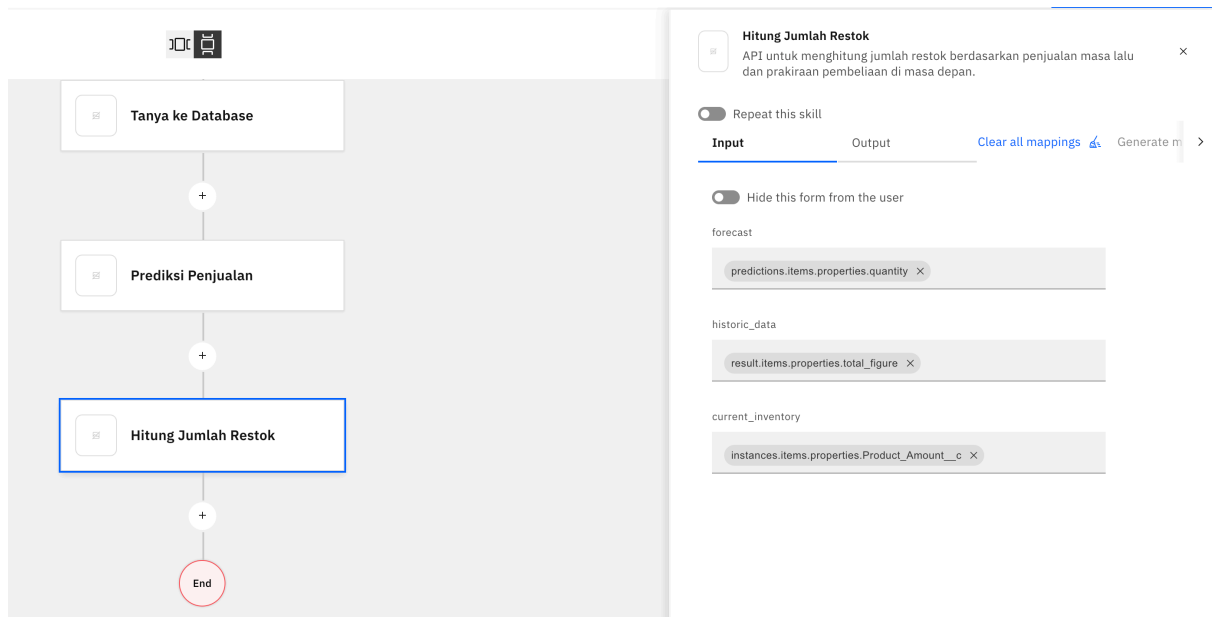 Tanya ke Database
+
Prediksi Penjualan
+
Hitung Jumlah Restok
+
End
Hitung Jumlah Restok
API untuk menghitung jumlah restok berdasarkan penjualan masa lalu
dan prakiraan pembeliaan di masa depan.
Repeat this skill
Input Output Clear all mappings Generate m
Hide this form from the user
forecast
predictions.items.properties.quantity
historic_data
result.items.properties.total_figure
current_inventory
instances.items.properties.Product_Amount__c